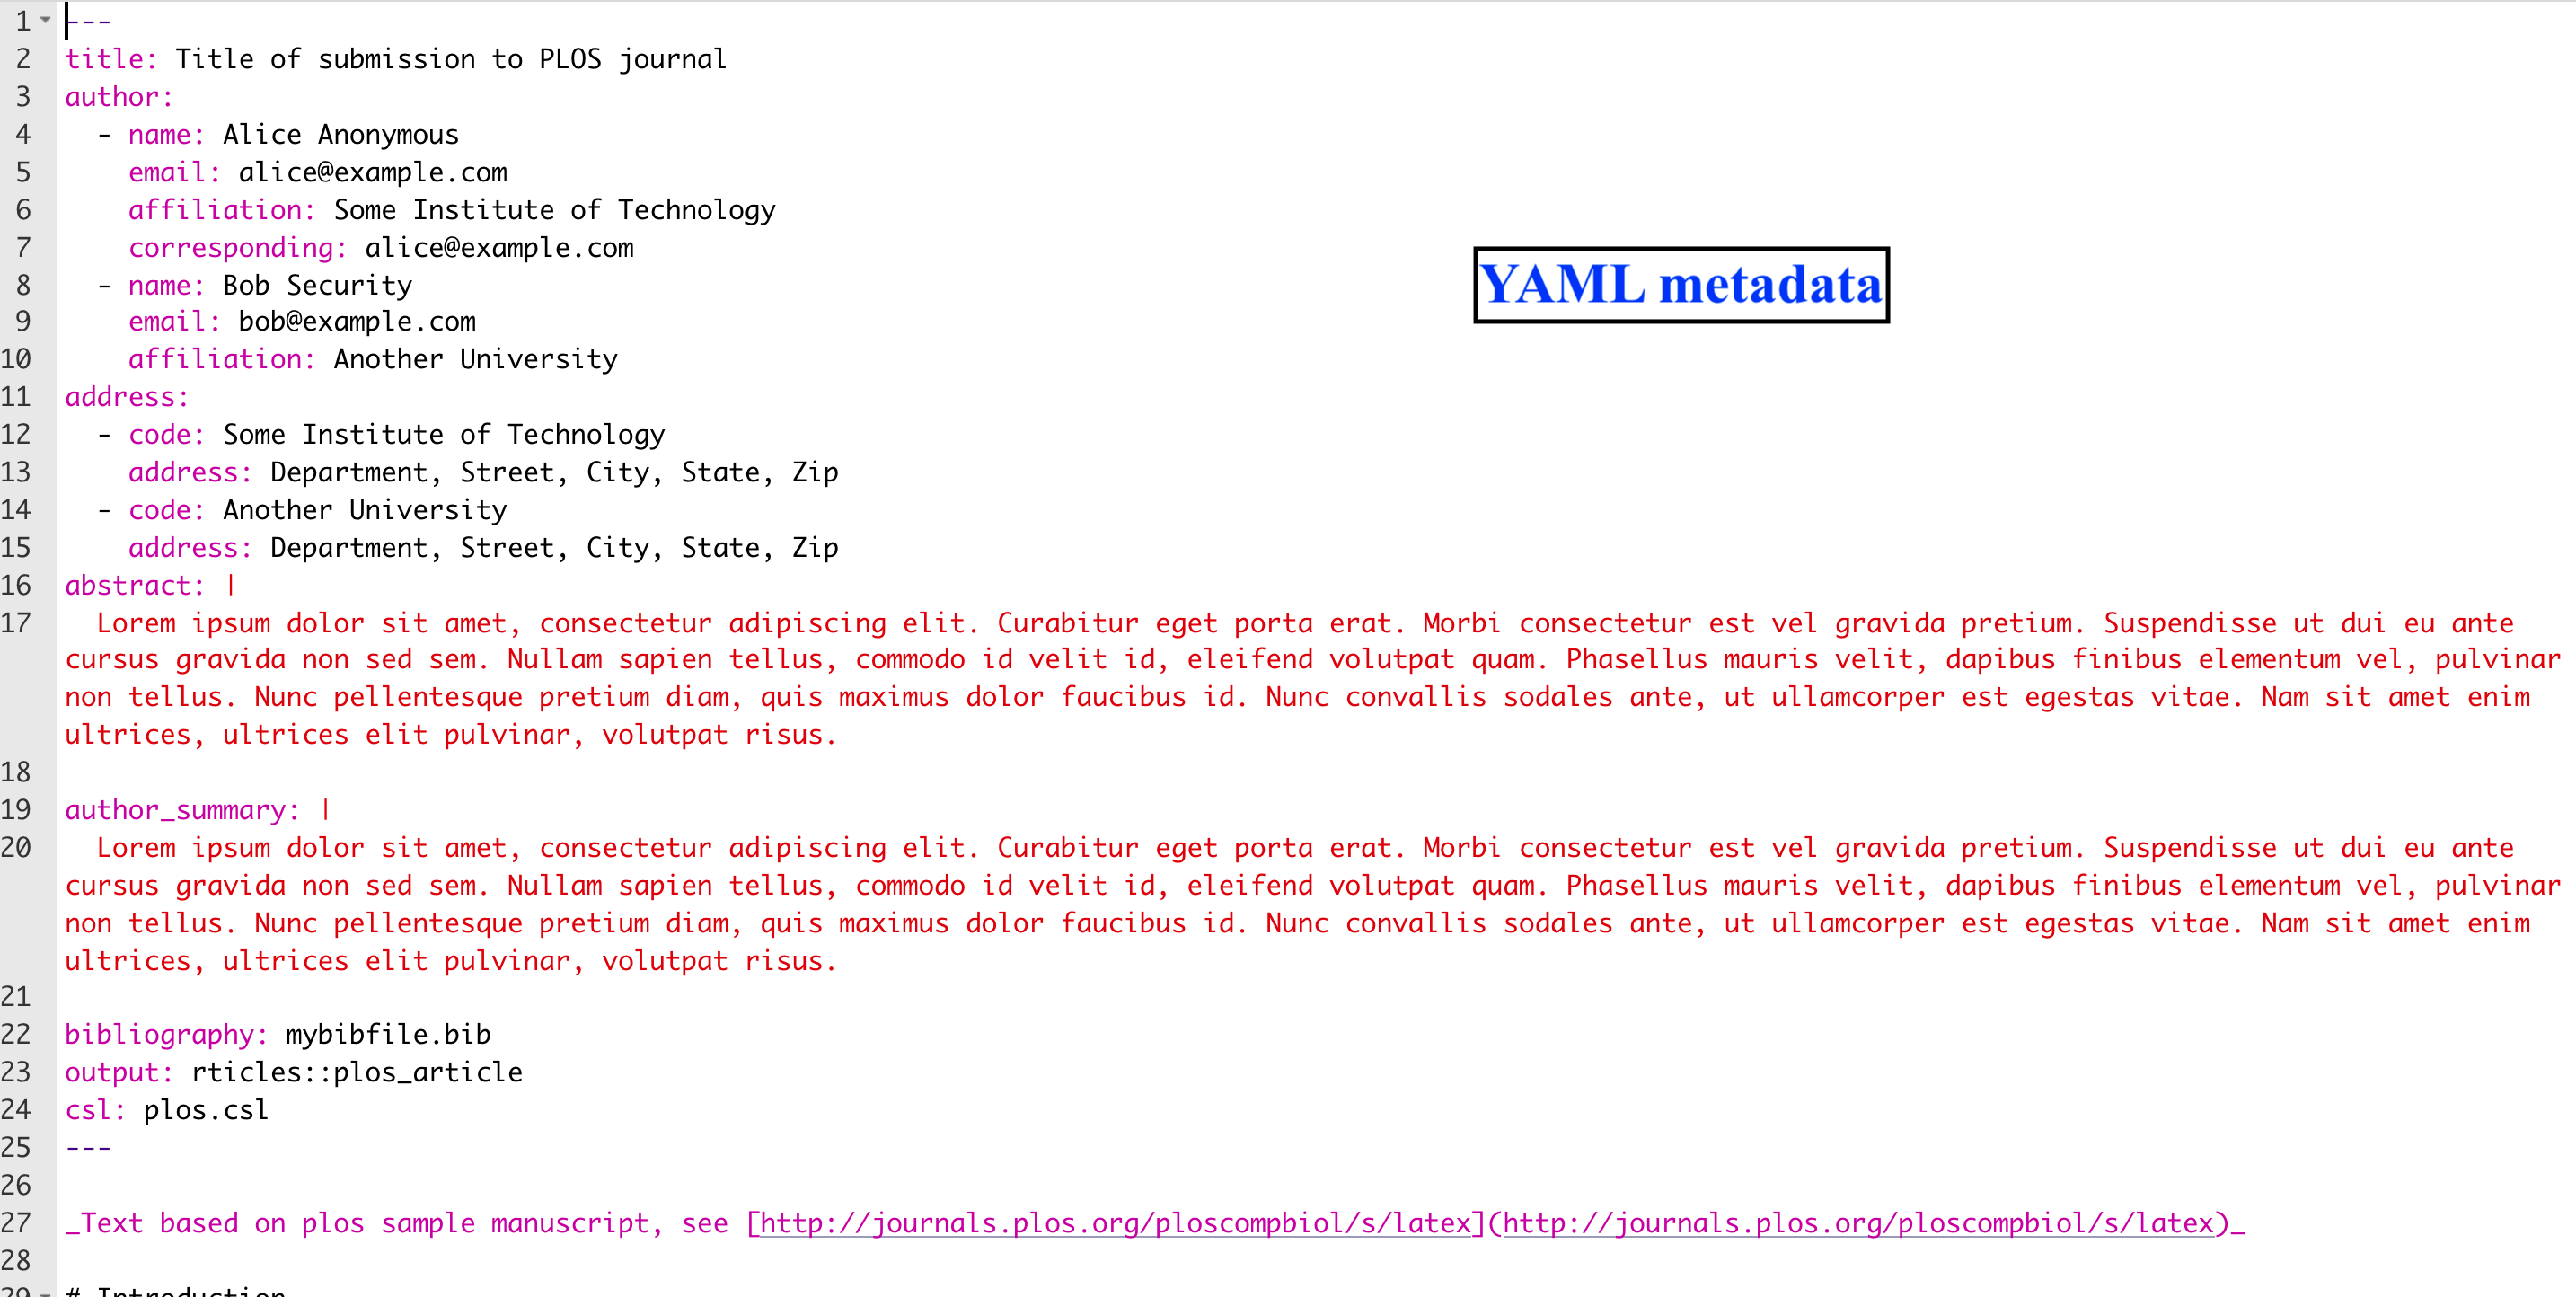 1 ---
2 title: Title of submission to PLOS journal
3 author:
4   - name: Alice Anonymous
5     email: alice@example.com
6     affiliation: Some Institute of Technology
7     corresponding: alice@example.com
8   - name: Bob Security
YAML metadata
9     email: bob@example.com
10     affiliation: Another University
11 address:
12   - code: Some Institute of Technology
13     address: Department, Street, City, State, Zip
14   - code: Another University
15     address: Department, Street, City, State, Zip
16 abstract: |
17   Lorem ipsum dolor sit amet, consectetur adipiscing elit. Curabitur eget porta erat. Morbi consectetur est vel gravida pretium. Suspendisse ut dui eu ante
cursus gravida non sed sem. Nullam sapien tellus, commodo id velit id, eleifend volutpat quam. Phasellus mauris velit, dapibus finibus elementum vel, pulvinar
non tellus. Nunc pellentesque pretium diam, quis maximus dolor faucibus id. Nunc convallis sodales ante, ut ullamcorper est egestas vitae. Nam sit amet enim
ultrices, ultrices elit pulvinar, volutpat risus.
18
19 author_summary: |
20   Lorem ipsum dolor sit amet, consectetur adipiscing elit. Curabitur eget porta erat. Morbi consectetur est vel gravida pretium. Suspendisse ut dui eu ante
cursus gravida non sed sem. Nullam sapien tellus, commodo id velit id, eleifend volutpat quam. Phasellus mauris velit, dapibus finibus elementum vel, pulvinar
non tellus. Nunc pellentesque pretium diam, quis maximus dolor faucibus id. Nunc convallis sodales ante, ut ullamcorper est egestas vitae. Nam sit amet enim
ultrices, ultrices elit pulvinar, volutpat risus.
21
22 bibliography: mybibfile.bib
23 output: rticles::plos_article
24 csl: plos.csl
25 ---
26
27 _Text based on plos sample manuscript, see [http://journals.plos.org/ploscompbiol/s/latex](http://journals.plos.org/ploscompbiol/s/latex)_
28
29 # Introduction